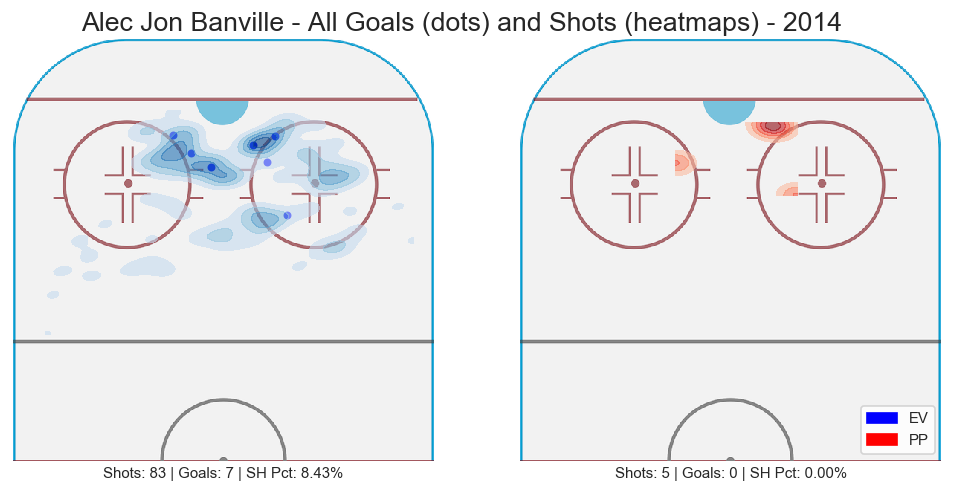 Alec Jon Banville - All Goals (dots) and Shots (heatmaps) - 2014
EV
PP
Shots: 83 | Goals: 7 | SH Pct: 8.43%
Shots: 5 | Goals: 0 | SH Pct: 0.00%